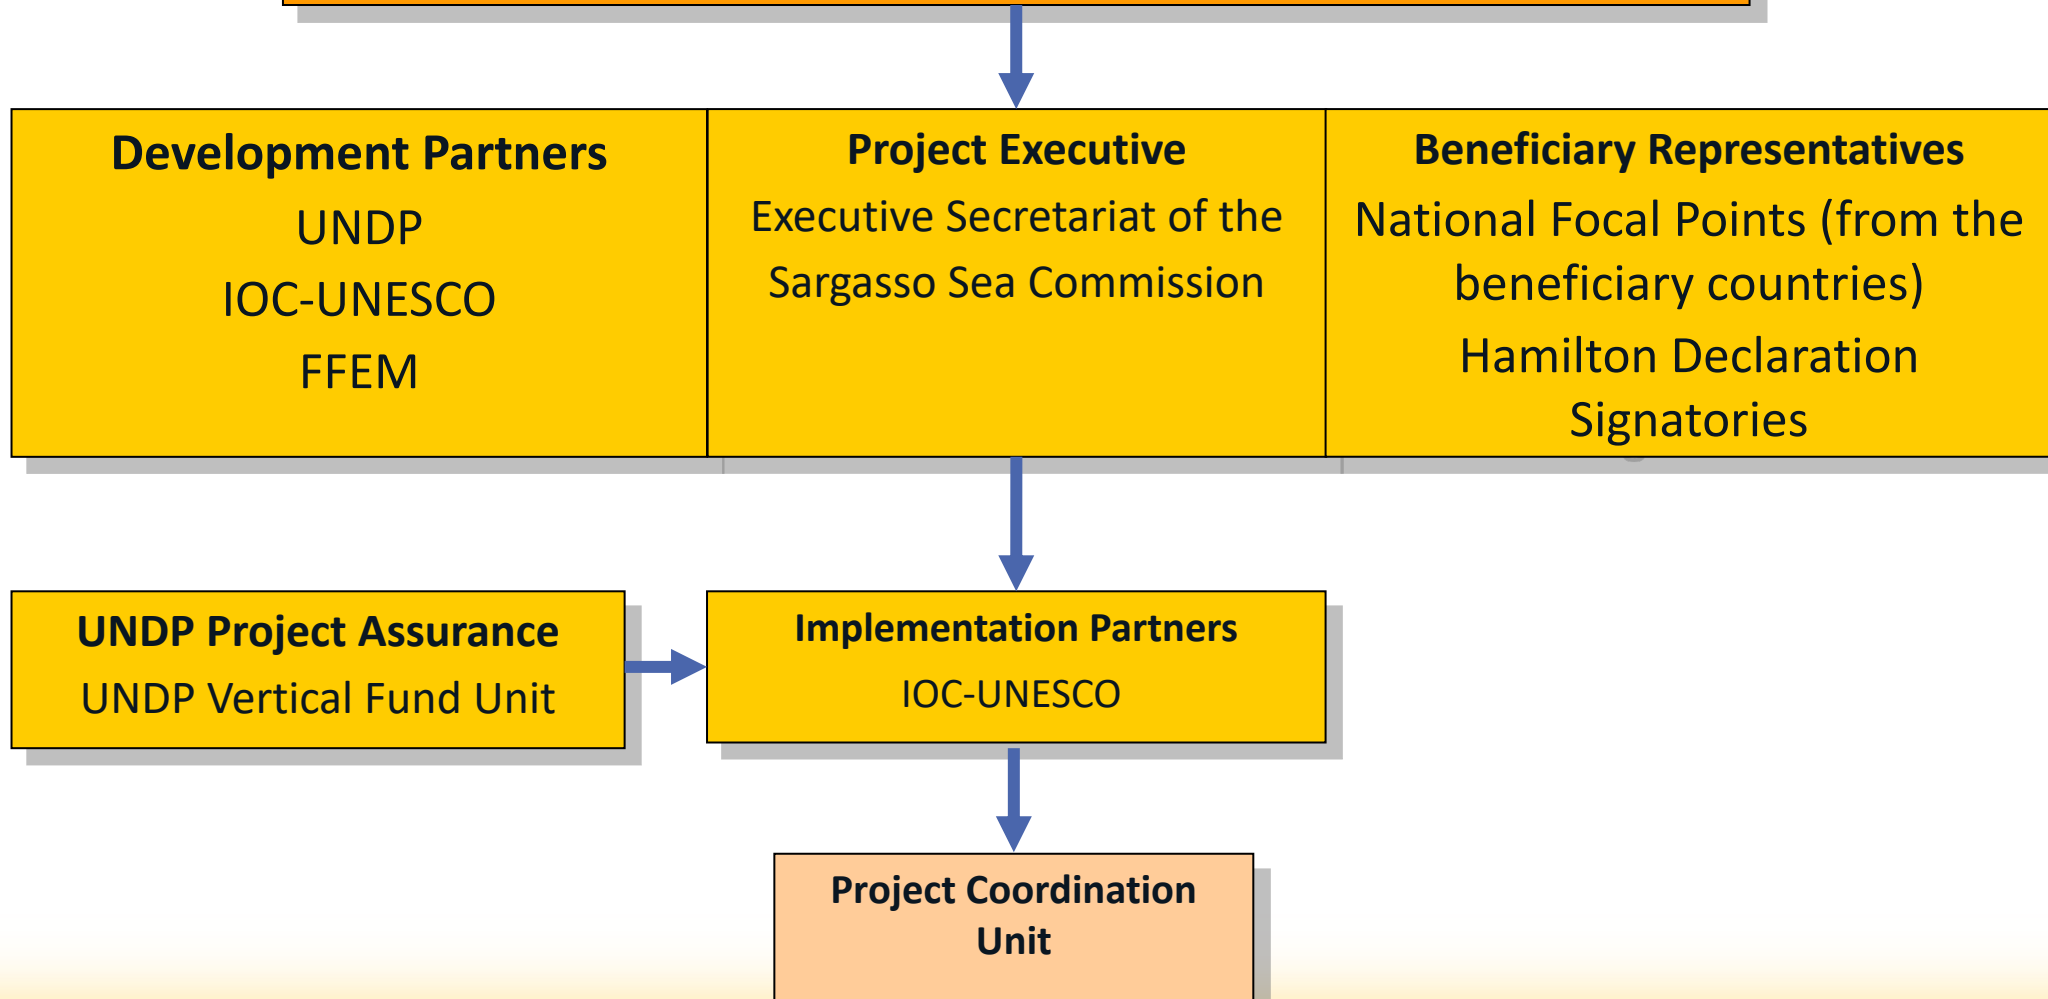 Development Partners
UNDP
IOC-UNESCO
FFEM
Project Executive
Executive Secretariat of the
Sargasso Sea Commission
Beneficiary Representatives
National Focal Points (from the
beneficiary countries)
Hamilton Declaration
Signatories
UNDP Project Assurance
UNDP Vertical Fund Unit
Implementation Partners
IOC-UNESCO
Project Coordination
Unit